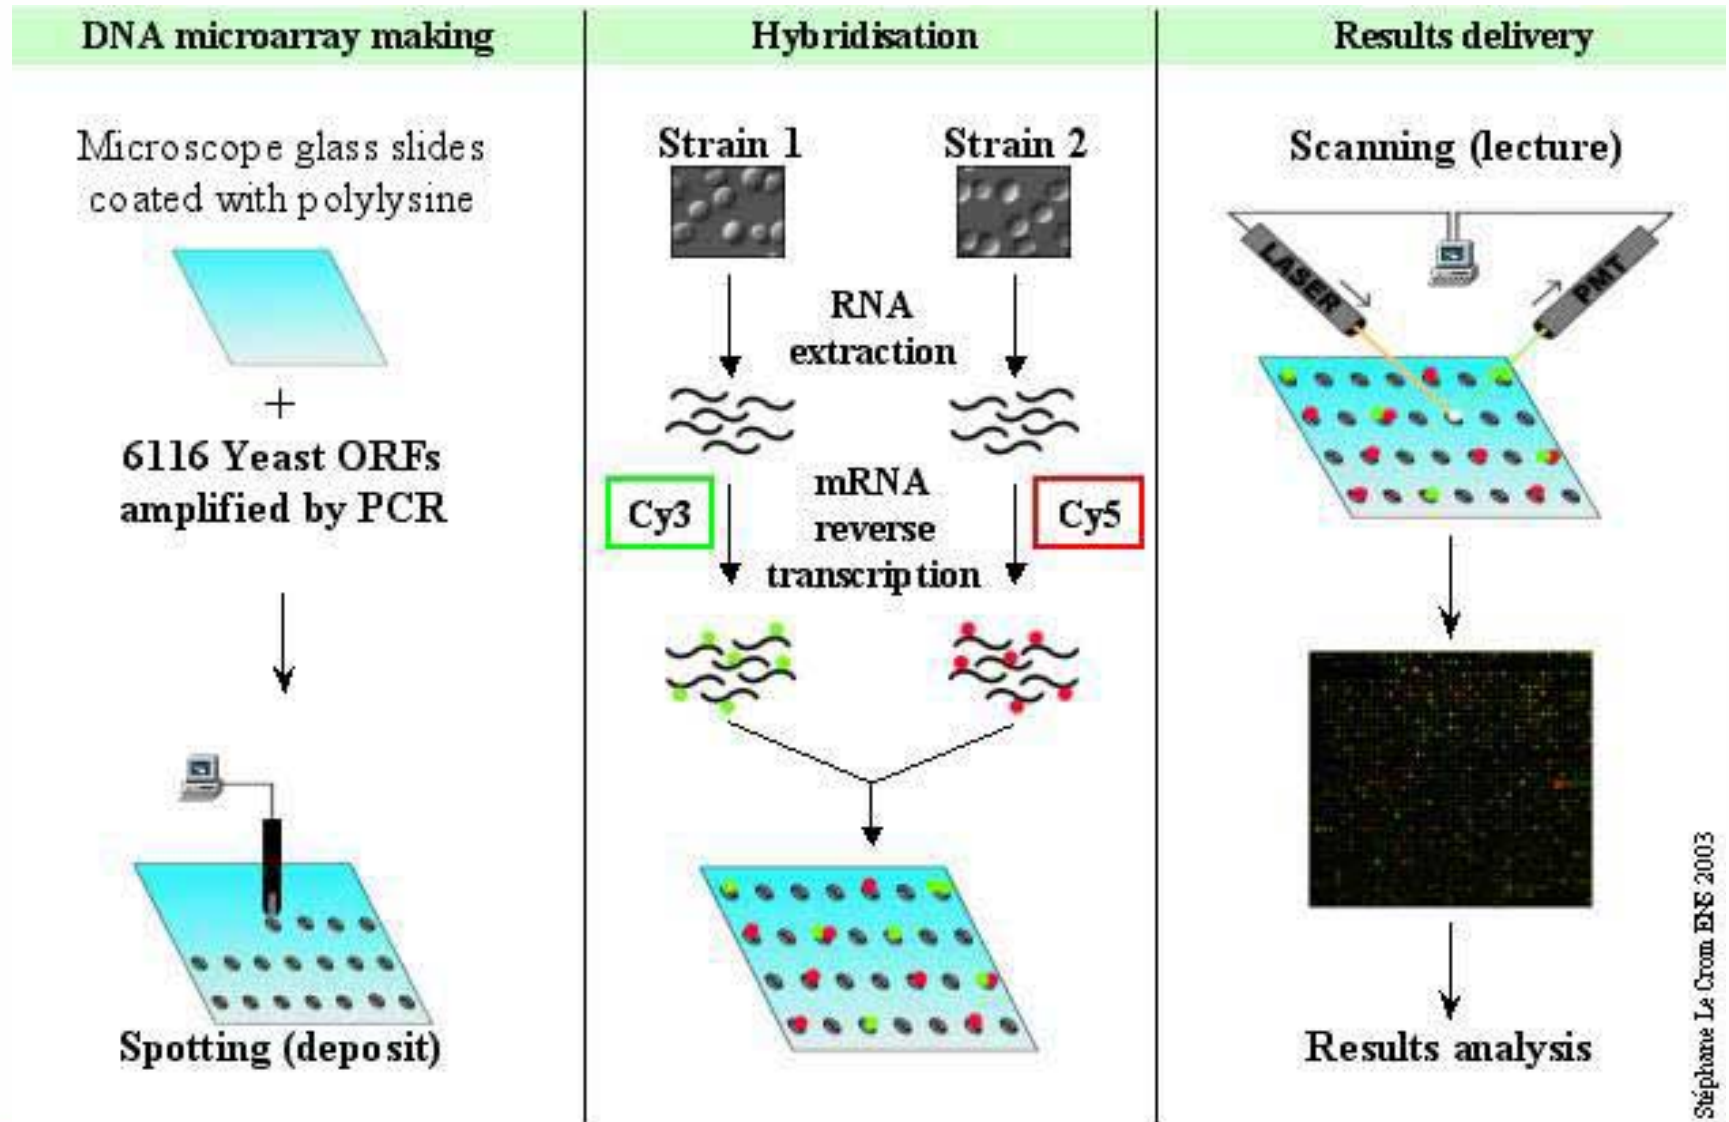 DNA microarray making
Microscope glass slides
coated with polylysine
+
6116 Yeast ORFs
amplified by PCR
Spotting (deposit)
Hybridisation
Strain 1
Strain 2
RNA
extraction
Cy3
mRNA
reverse
transcription
Cy5
Results delivery
Scanning (lecture)
LASER
PMT
Results analysis
Stéphane Le Crom ENS 2003